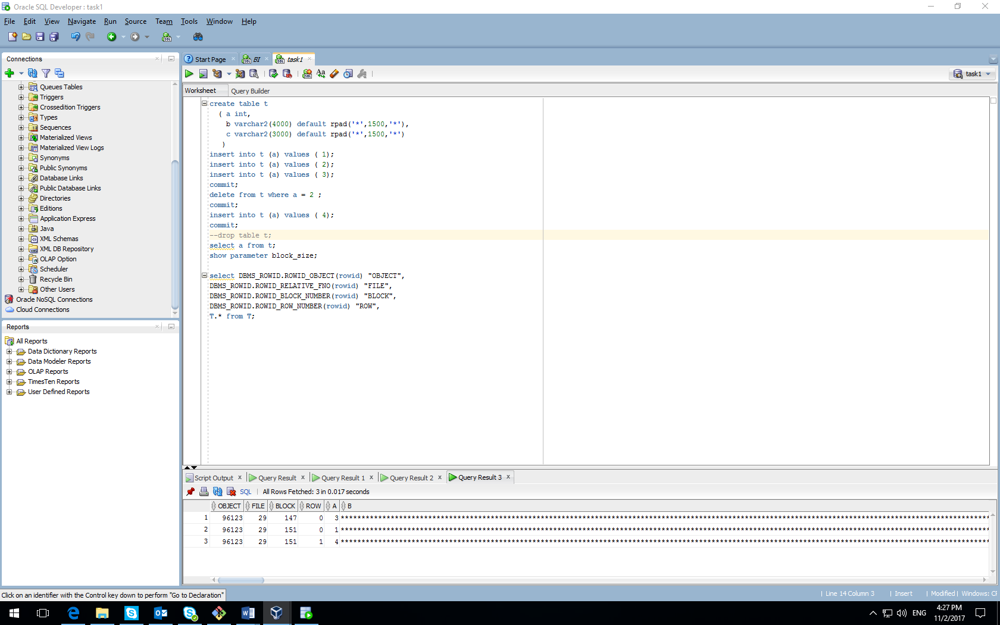 Oracle SQL Developer : task1
File Edit View Navigate Run Source Team Tools Window Help
Connections
Queues Tables
Triggers
Crossedition Triggers
Types
Sequences
Materialized Views
Materialized View Logs
Synonyms
Public Synonyms
Database Links
Public Database Links
Directories
Editions
Application Express
Java
XML Schemas
XML DB Repository
OLAP Option
Scheduler
Recycle Bin
Other Users
Oracle NoSQL Connections
Cloud Connections
Reports
All Reports
Data Dictionary Reports
Data Modeler Reports
OLAP Reports
TimesTen Reports
User Defined Reports
Start Page BI task1
task1
Worksheet Query Builder
create table t
( a int,
b varchar2(4000) default rpad('*',1500,'*'),
c varchar2(3000) default rpad('*',1500,'*')
)
insert into t (a) values ( 1);
insert into t (a) values ( 2);
insert into t (a) values ( 3);
commit;
delete from t where a = 2 ;
commit;
insert into t (a) values ( 4);
commit;
--drop table t;
select a from t;
show parameter block_size;
select DBMS_ROWID.ROWID_OBJECT(rowid) "OBJECT",
DBMS_ROWID.ROWID_RELATIVE_FNO(rowid) "FILE",
DBMS_ROWID.ROWID_BLOCK_NUMBER(rowid) "BLOCK",
DBMS_ROWID.ROWID_ROW_NUMBER(rowid) "ROW",
T.* from T;
Script Output Query Result Query Result 1 Query Result 2 Query Result 3
SQL All Rows Fetched: 3 in 0.017 seconds
OBJECT FILE BLOCK ROW A B
1 96123 29 147 0 3
2 96123 29 151 0 1
3 96123 29 151 1 4
Click on an identifier with the Control key down to perform "Go to Declaration"
Line 14 Column 3 Insert Modified Windows: CR
ENG
4:27 PM
11/2/2017